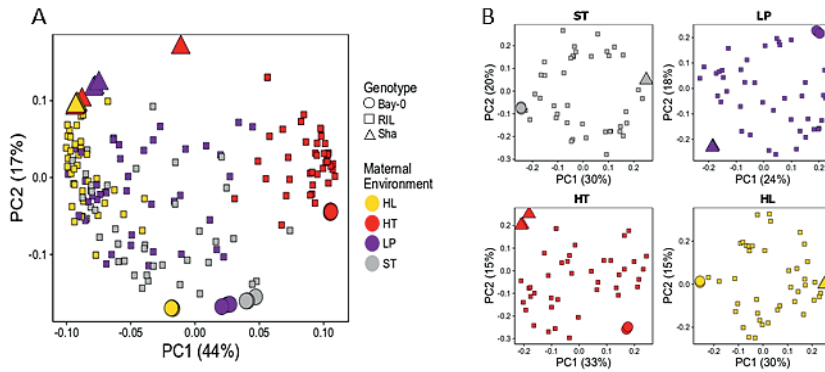 A
PC2 (17%)
0.1
0.0
-0.1
-0.10
-0.05
0.00
0.05
0.10
PC1 (44%)
Genotype
Bay-0
RIL
Sha
Maternal
Environment
HL
HT
LP
ST
B
ST
PC2 (20%)
0.2
0.1
0.0
-0.1
-0.2
-0.3
-0.2
-0.1
0.0
0.1
0.2
PC1 (30%)
LP
PC2 (18%)
0.2
0.1
0.0
-0.1
-0.2
-0.2
-0.1
0.0
0.1
0.2
PC1 (24%)
HT
PC2 (15%)
0.2
0.1
0.0
-0.1
-0.2
-0.3
-0.2
-0.1
0.0
0.1
0.2
PC1 (33%)
HL
PC2 (15%)
0.30
0.15
0.0
-0.15
-0.2
-0.1
0.0
0.1
0.2
PC1 (30%)